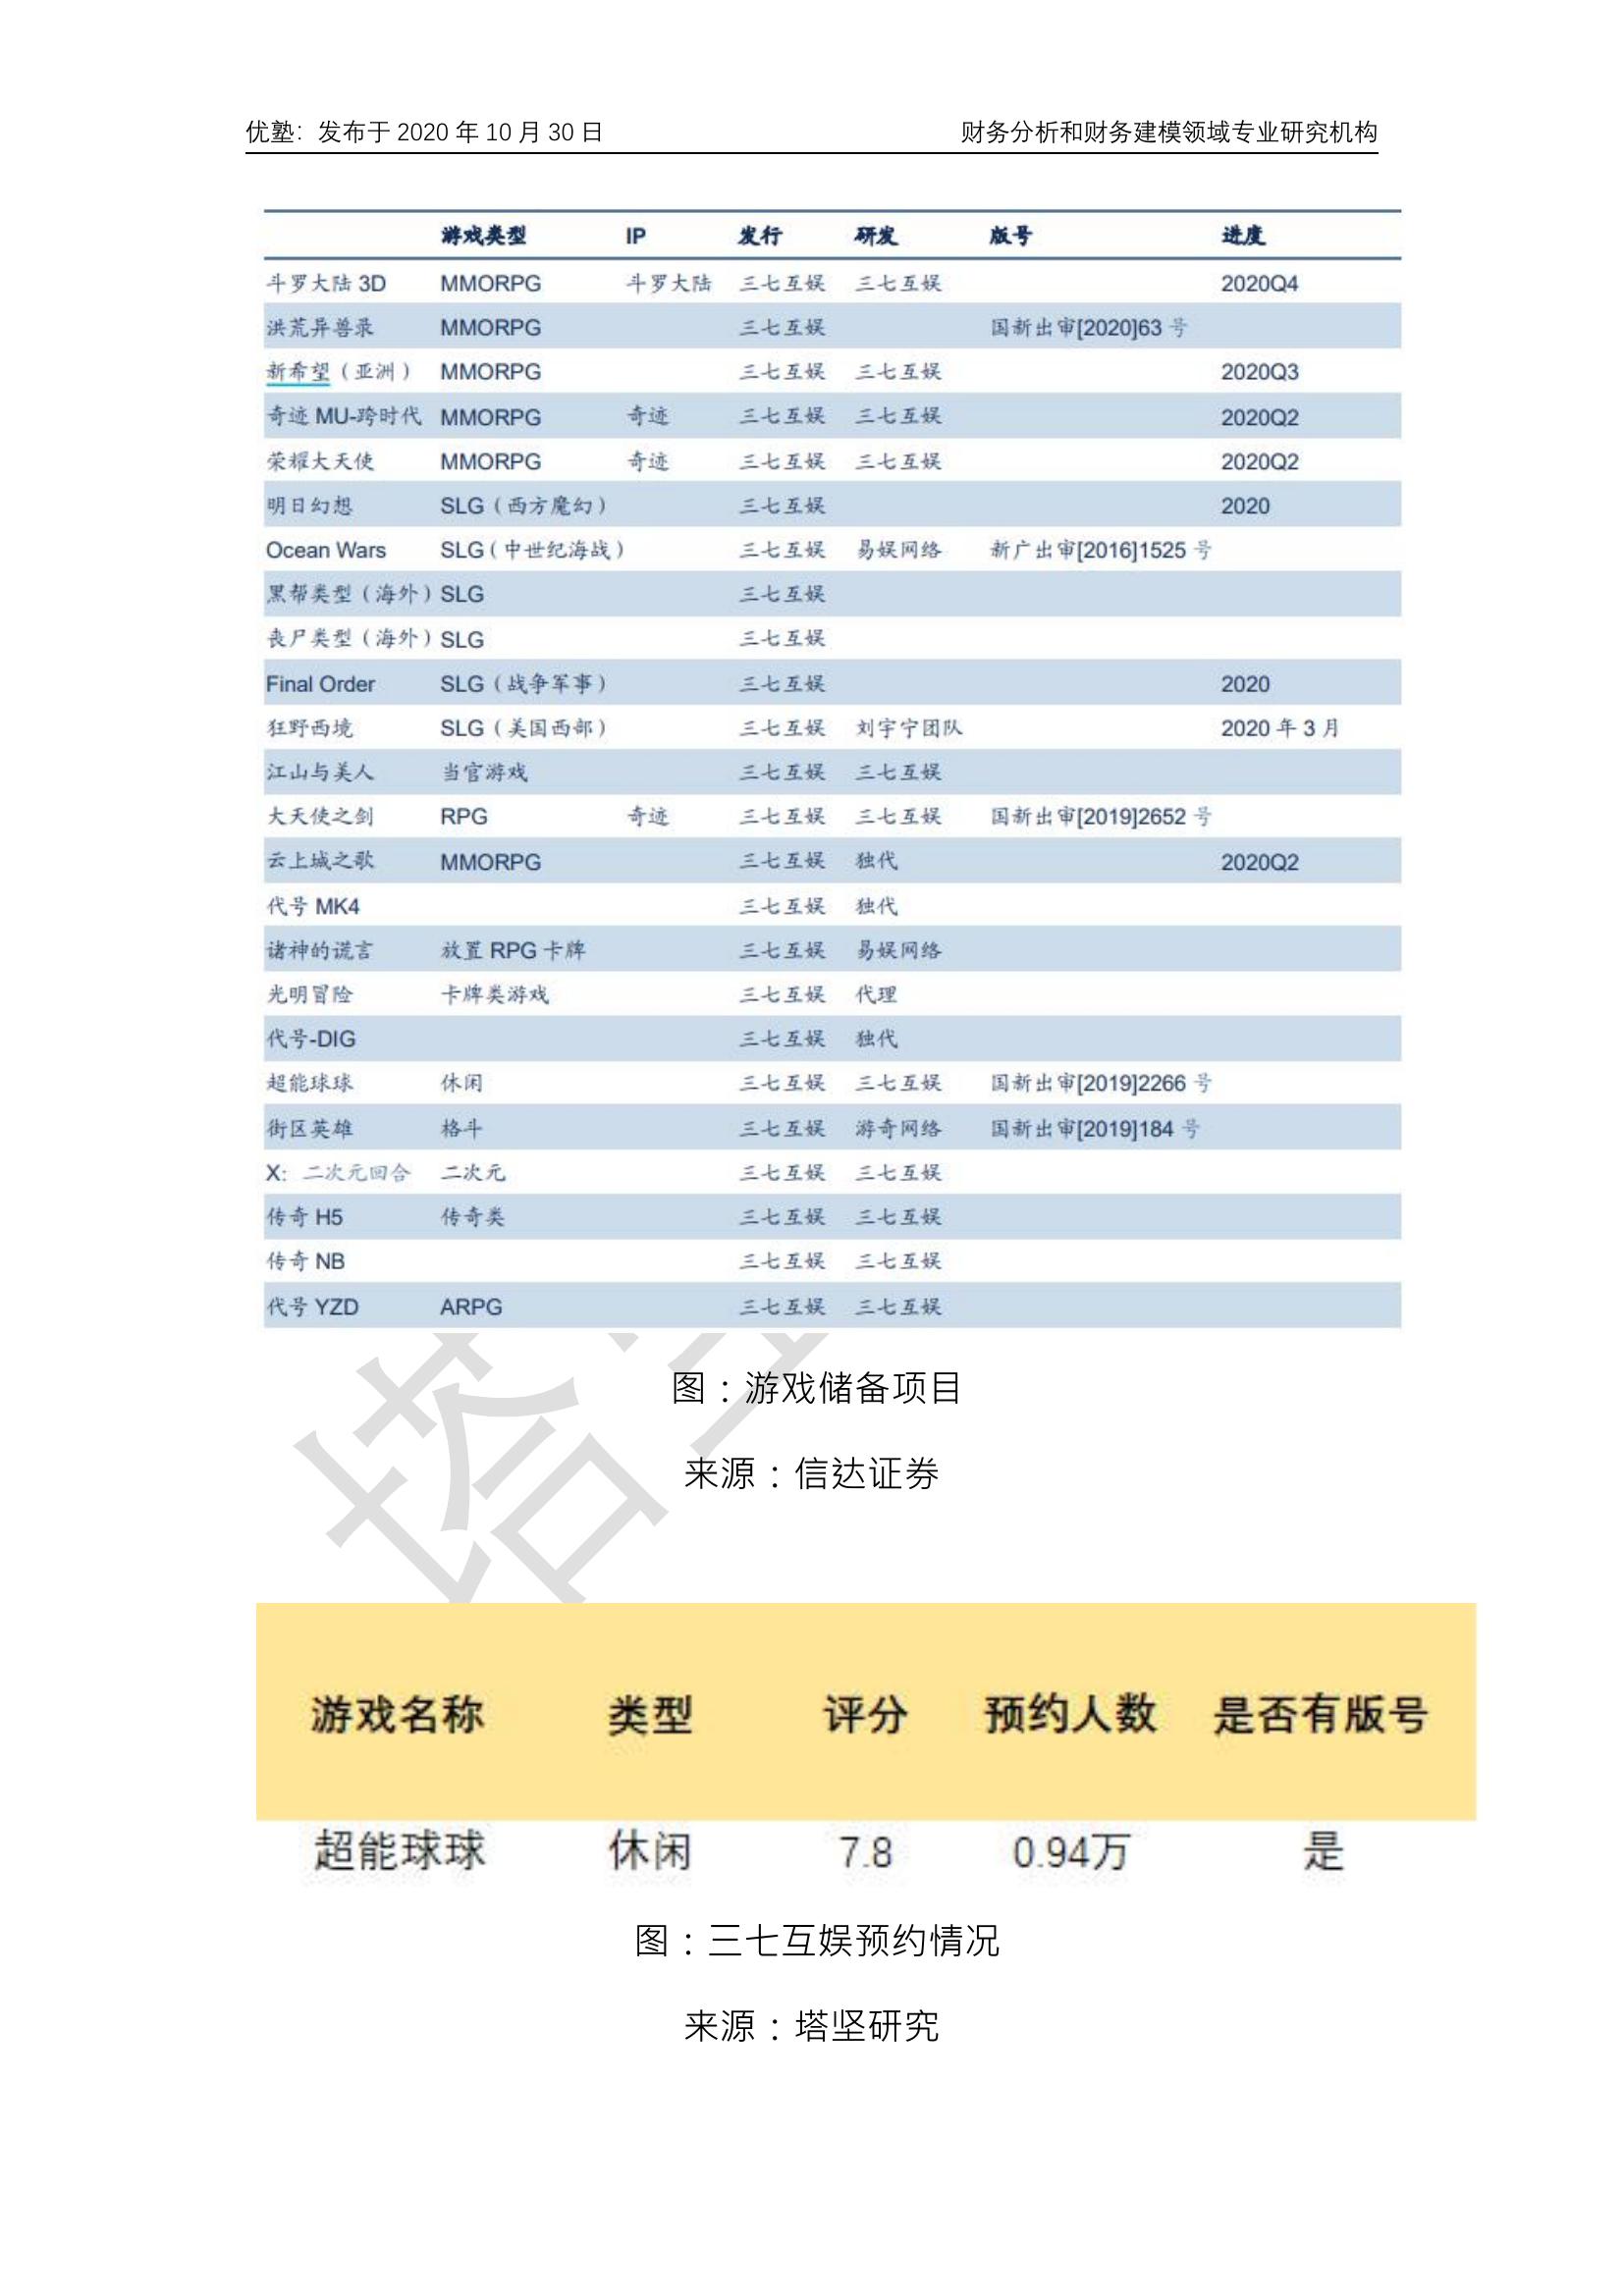 优塾：发布于 2020 年 10 月 30 日 财务分析和财务建模领域专业研究机构
游戏类型 IP 发行 研发 版号 进度
斗罗大陆 3D MMORPG 斗罗大陆 三七互娱 三七互娱 2020Q4
洪荒异兽录 MMORPG 三七互娱 国新出审[2020]63 号
新希望（亚洲） MMORPG 三七互娱 三七互娱 2020Q3
奇迹 MU-跨时代 MMORPG 奇迹 三七互娱 三七互娱 2020Q2
荣耀大天使 MMORPG 奇迹 三七互娱 三七互娱 2020Q2
明日幻想 SLG（西方魔幻） 三七互娱 2020
Ocean Wars SLG（中世纪海战） 三七互娱 易娱网络 新广出审[2016]1525 号
黑帮类型（海外） SLG 三七互娱
丧尸类型（海外） SLG 三七互娱
Final Order SLG（战争军事） 三七互娱 2020
狂野西境 SLG（美国西部） 三七互娱 刘宇宁团队 2020 年 3 月
江山与美人 当官游戏 三七互娱 三七互娱
大天使之剑 RPG 奇迹 三七互娱 三七互娱 国新出审[2019]2652 号
云上城之歌 MMORPG 三七互娱 独代 2020Q2
代号 MK4 三七互娱 独代
诸神的谎言 放置 RPG 卡牌 三七互娱 易娱网络
光明冒险 卡牌类游戏 三七互娱 代理
代号-DIG 三七互娱 独代
超能球球 休闲 三七互娱 三七互娱 国新出审[2019]2266 号
街区英雄 格斗 三七互娱 游奇网络 国新出审[2019]184 号
X: 二次元回合 二次元 三七互娱 三七互娱
传奇 H5 传奇类 三七互娱 三七互娱
传奇 NB 三七互娱 三七互娱
代号 YZD ARPG 三七互娱 三七互娱
图：游戏储备项目
来源：信达证券
塔
游戏名称 类型 评分 预约人数 是否有版号
超能球球 休闲 7.8 0.94万 是
图：三七互娱预约情况
来源：塔坚研究